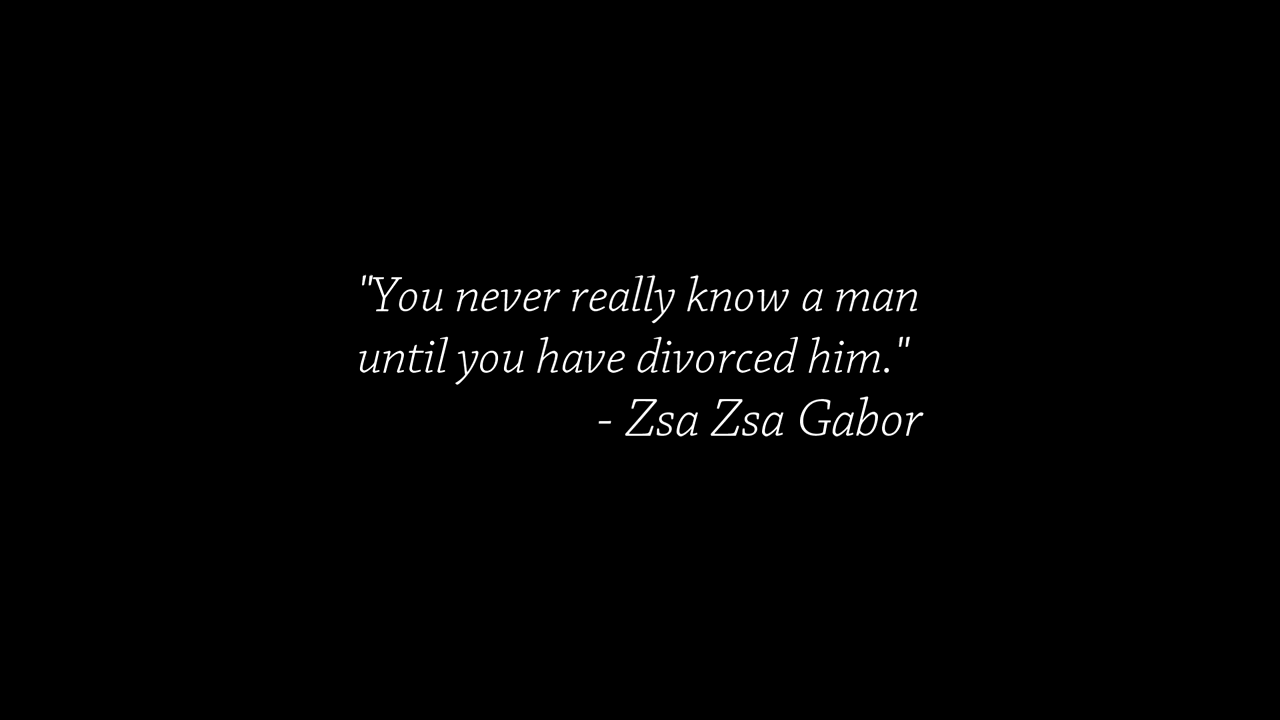 "You never really know a man
until you have divorced him."
- Zsa Zsa Gabor